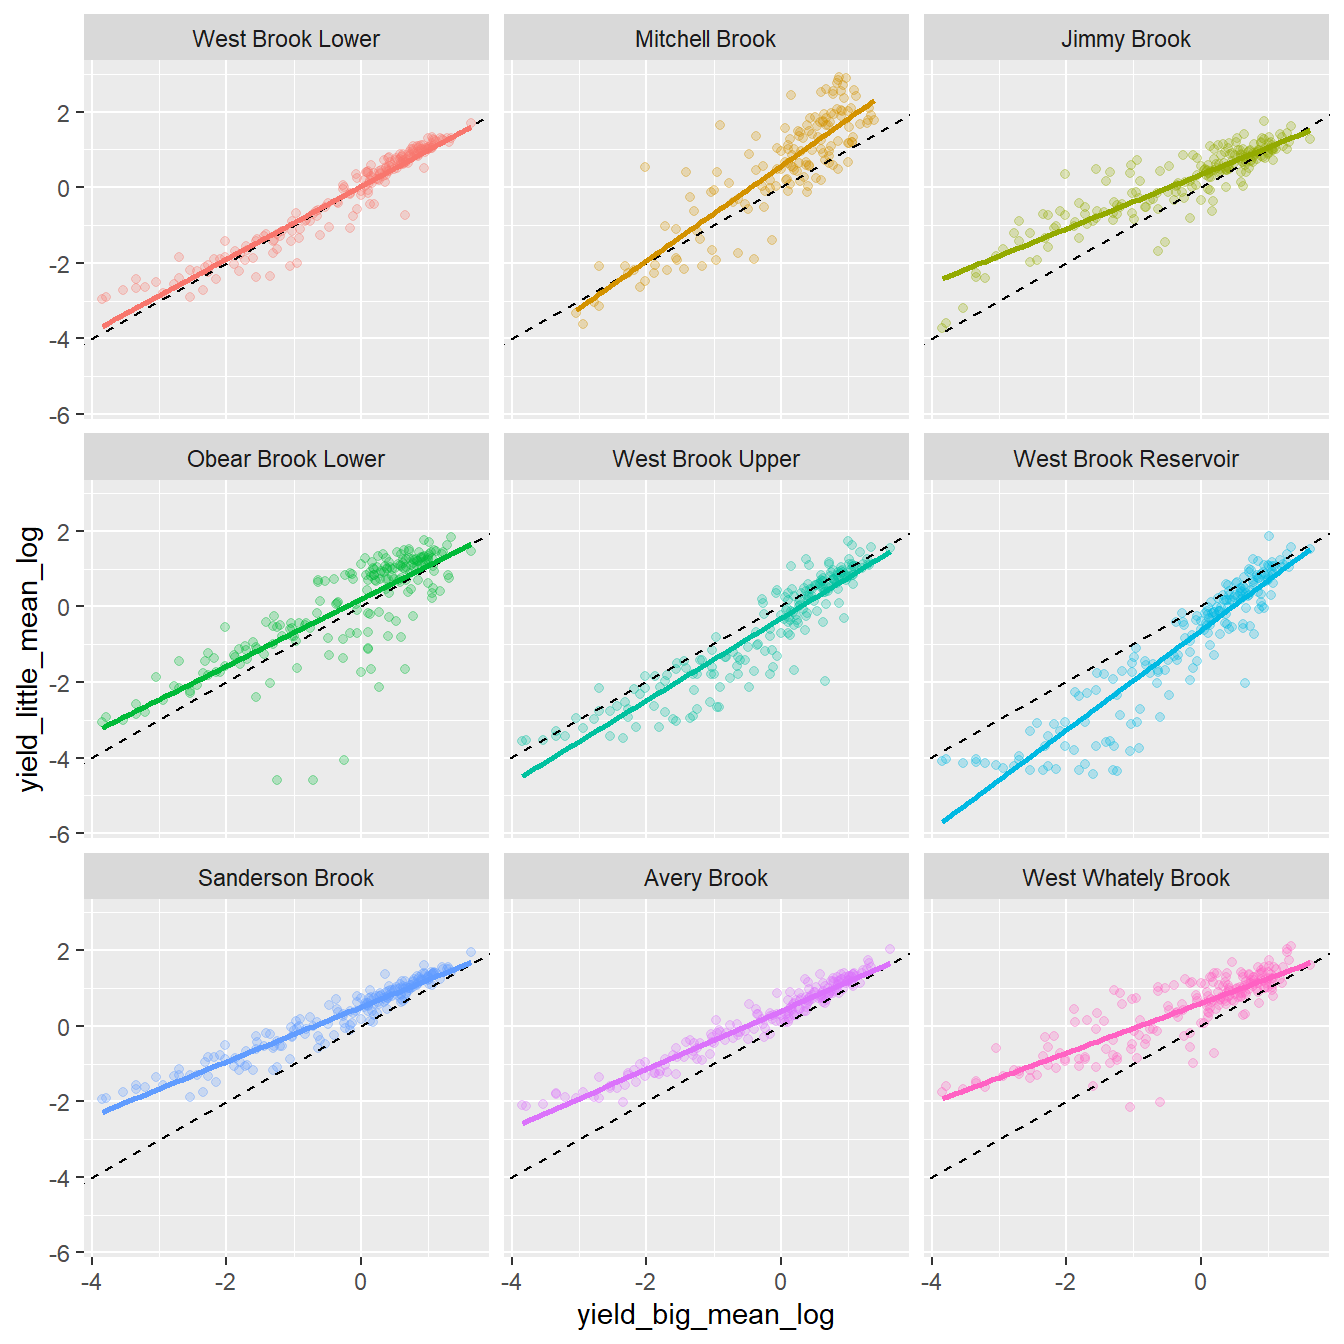 West Brook Lower
Mitchell Brook
Jimmy Brook
2
0
-2
-4
-6
Obear Brook Lower
West Brook Upper
West Brook Reservoir
2
0
-2
-4
-6
yield_little_mean_log
Sanderson Brook
Avery Brook
West Whately Brook
2
0
-2
-4
-6
-4 -2 0
-4 -2 0
-4 -2 0
yield_big_mean_log